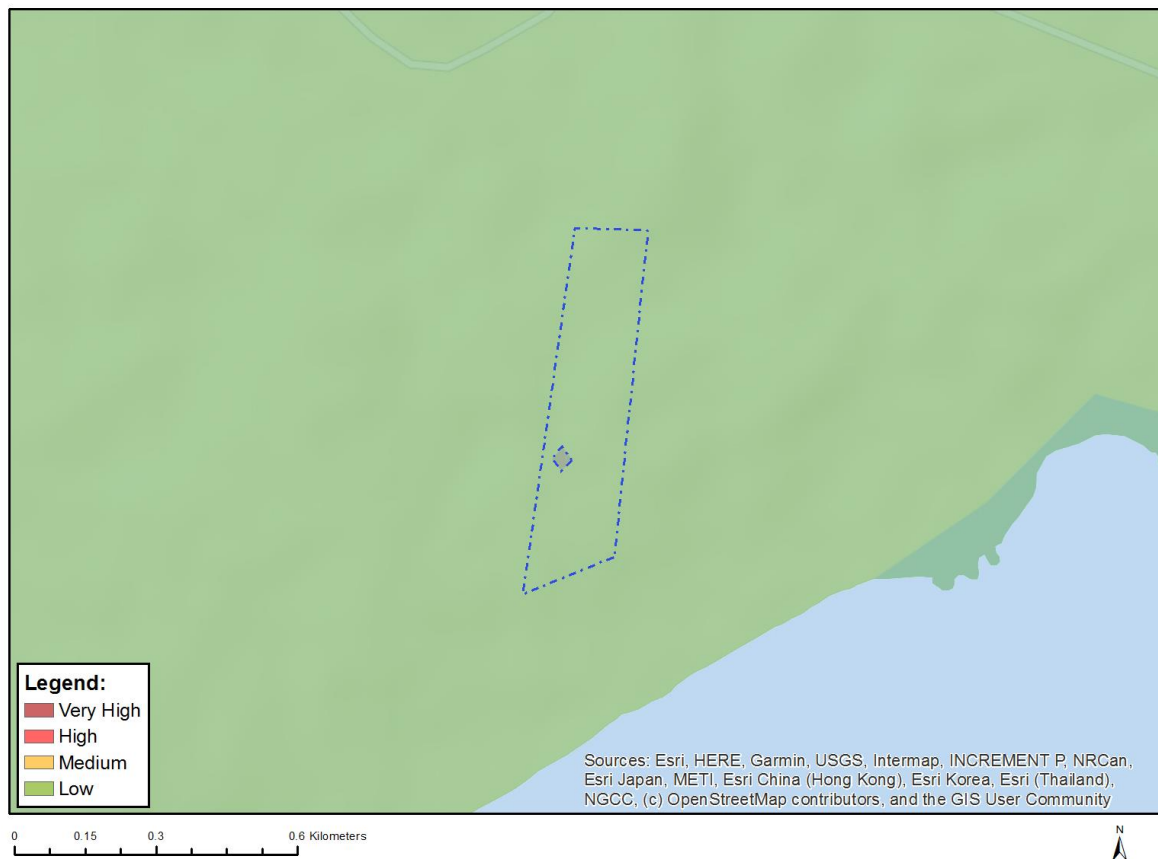 Legend:
Very High
High
Medium
Low
Sources: Esri, HERE, Garmin, USGS, Intermap, INCREMENT P, NRCan,
Esri Japan, METI, Esri China (Hong Kong), Esri Korea, Esri (Thailand),
NGCC, (c) OpenStreetMap contributors, and the GIS User Community
0 0.15 0.3 0.6 Kilometers
N